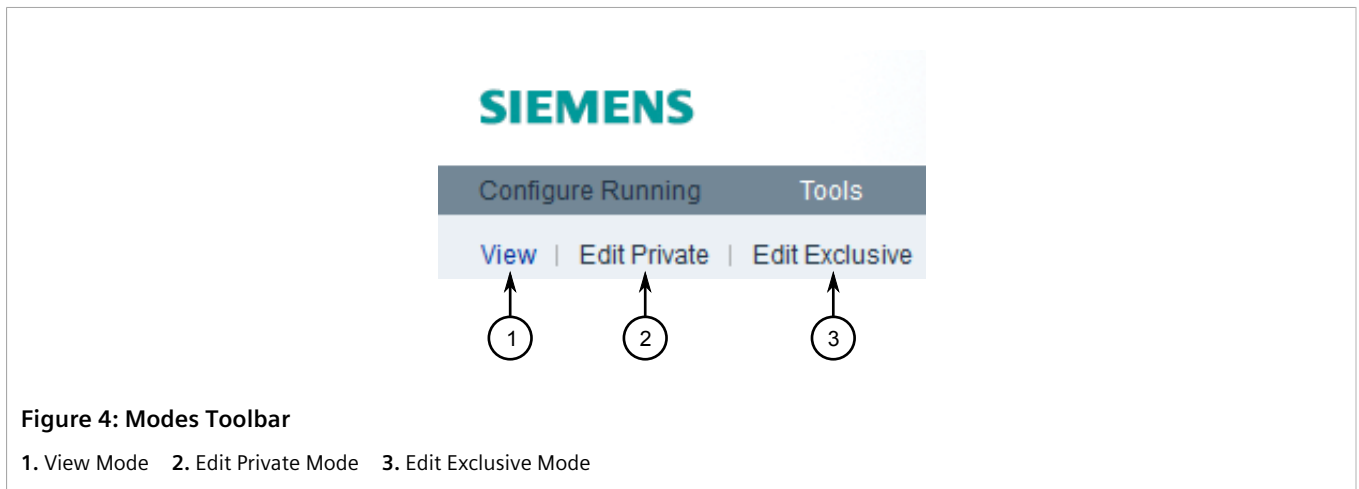 SIEMENS
Configure Running Tools
View | Edit Private | Edit Exclusive
1 2 3
Figure 4: Modes Toolbar
1. View Mode 2. Edit Private Mode 3. Edit Exclusive Mode